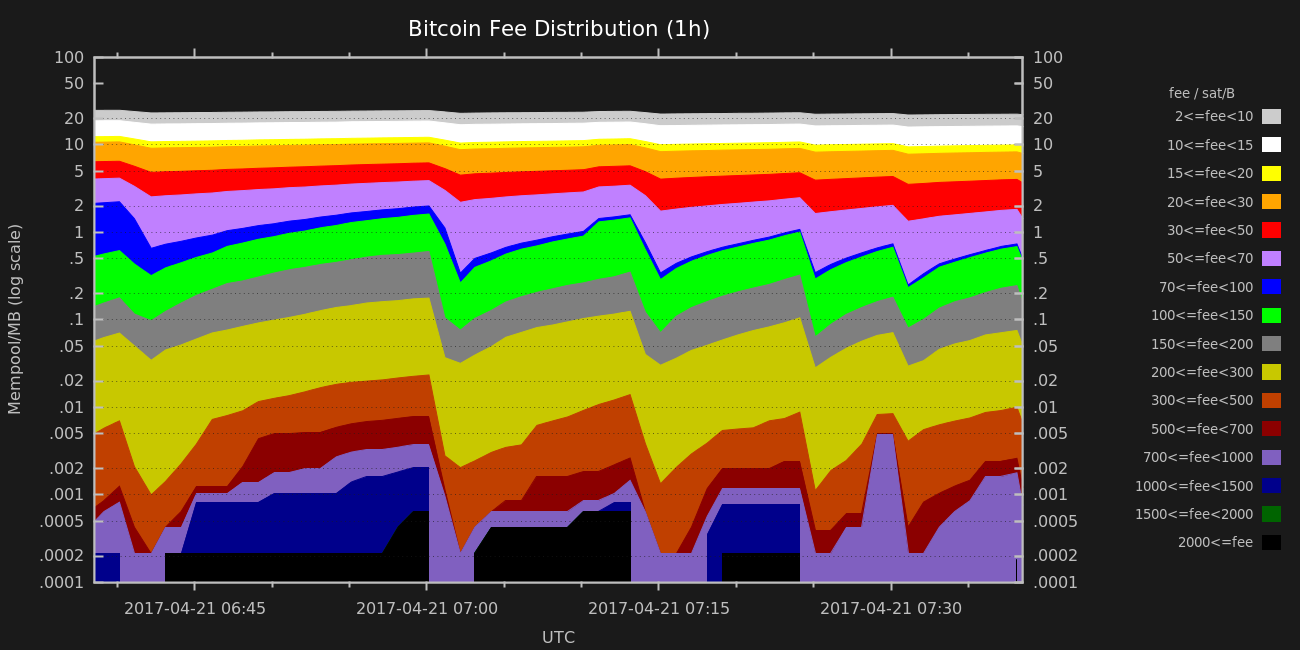 Bitcoin Fee Distribution (1h)
100
50
20
10
5
2
1
.5
.2
.1
.05
.02
.01
.005
.002
.001
.0005
.0002
.0001
Mempool/MB (log scale)
100
50
20
10
5
2
1
.5
.2
.1
.05
.02
.01
.005
.002
.001
.0005
.0002
.0001
2017-04-21 06:45
2017-04-21 07:00
2017-04-21 07:15
2017-04-21 07:30
UTC
fee / sat/B
2<=fee<10
10<=fee<15
15<=fee<20
20<=fee<30
30<=fee<50
50<=fee<70
70<=fee<100
100<=fee<150
150<=fee<200
200<=fee<300
300<=fee<500
500<=fee<700
700<=fee<1000
1000<=fee<1500
1500<=fee<2000
2000<=fee